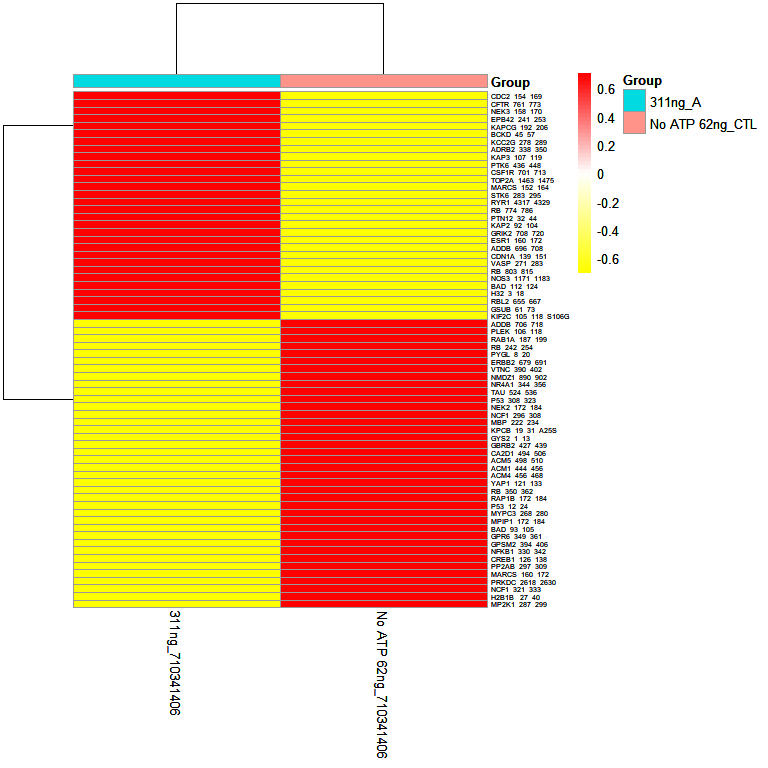 Group
CDC2 154 169
CFTR 761 773
NEK3 158 170
EPB42 241 253
KAPCG 192 206
BCKD 45 57
KCC2G 278 289
ADRB2 338 350
KAP3 107 119
PTK6 436 448
CSF1R 701 713
TOP2A 1463 1475
MARCS 152 164
STK6 283 295
RYR1 4317 4329
RB 774 786
PTN12 32 44
KAP2 92 104
GRIK2 708 720
ESR1 160 172
ADDB 696 708
CDN1A 139 151
VASP 271 283
RB 803 815
NOS3 1171 1183
BAD 112 124
H32 3 18
RBL2 655 667
GSUB 61 73
KIF2C 105 118 S106G
ADDB 706 718
PLEK 106 118
RAB1A 187 199
RB 242 254
PYGL 8 20
ERBB2 679 691
VTNC 390 402
NMDZ1 890 902
NR4A1 344 356
TAU 524 536
P53 308 323
NEK2 172 184
NCF1 296 308
MBP 222 234
KPCB 19 31 A25S
GYS2 1 13
GBRB2 427 439
CA2D1 494 506
ACM5 498 510
ACM1 444 456
ACM4 456 468
YAP1 121 133
RB 350 362
RAP1B 172 184
P53 12 24
MYPC3 268 280
MPIP1 172 184
BAD 93 105
GPR6 349 361
GPSM2 394 406
NFKB1 330 342
CREB1 126 138
PP2AB 297 309
MARCS 160 172
PRKDC 2618 2630
NCF1 321 333
H2B1B 27 40
MP2K1 287 299
0.6
0.4
0.2
0
-0.2
-0.4
-0.6
Group
311ng_A
No ATP 62ng_CTL
311ng_710341406
No ATP 62ng_710341406